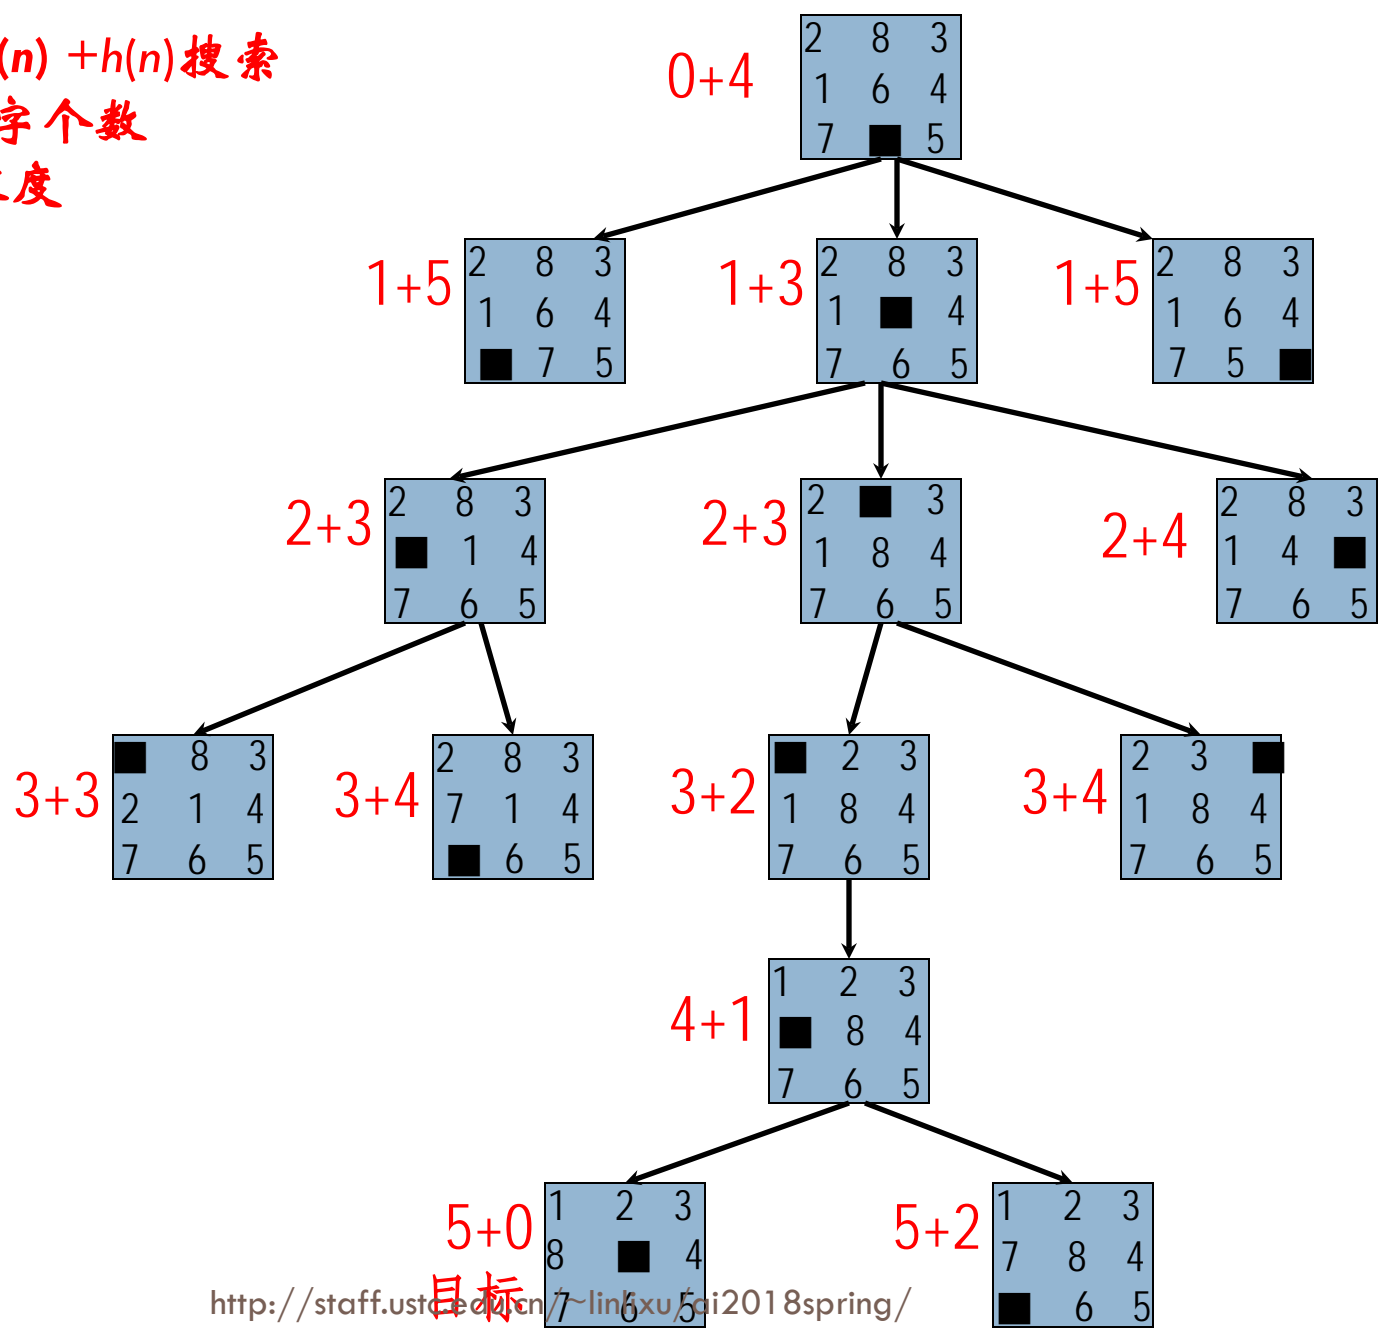 (n) +h(n)搜索
字个数
度
0+4
2 8 3
1 6 4
7 ■ 5
1+5
2 8 3
1 6 4
■ 7 5
1+3
2 8 3
1 ■ 4
7 6 5
1+5
2 8 3
1 6 4
7 5 ■
2+3
2 8 3
■ 1 4
7 6 5
2+3
2 ■ 3
1 8 4
7 6 5
2+4
2 8 3
1 4 ■
7 6 5
3+3
■ 8 3
2 1 4
7 6 5
3+4
2 8 3
7 1 4
■ 6 5
3+2
■ 2 3
1 8 4
7 6 5
3+4
2 3 ■
1 8 4
7 6 5
4+1
1 2 3
■ 8 4
7 6 5
5+0
目标
1 2 3
8 ■ 4
7 6 5
5+2
1 2 3
7 8 4
■ 6 5
http://staff.ustc.edu.cn/~linlixu/ai2018spring/